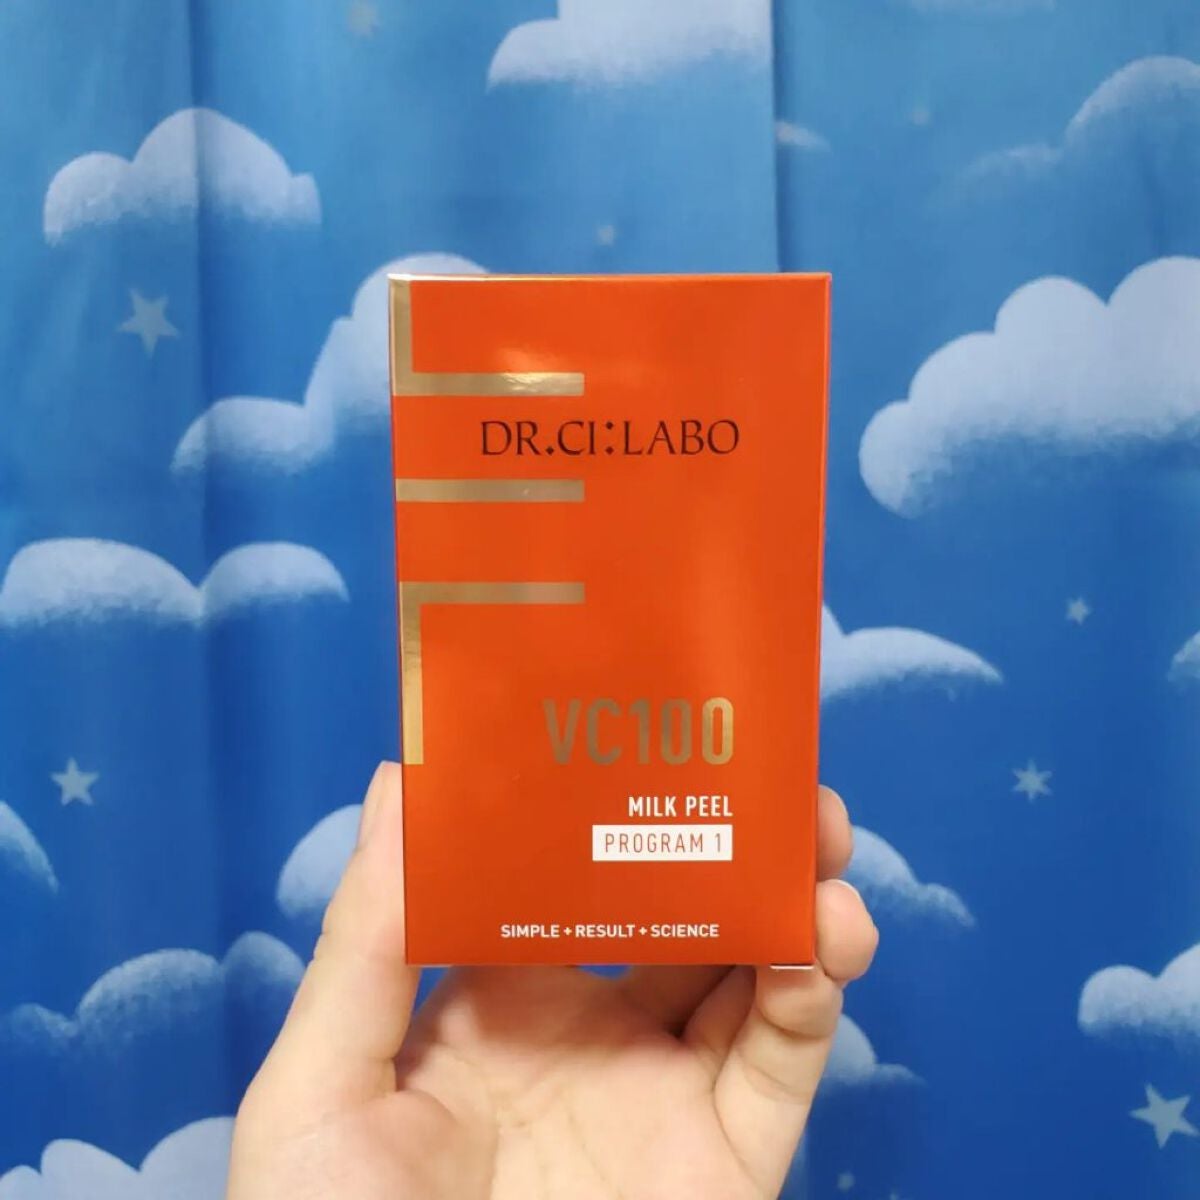 DR.CI:LABO
VC100
MILK PEEL
PROGRAM 1
SIMPLE + RESULT + SCIENCE